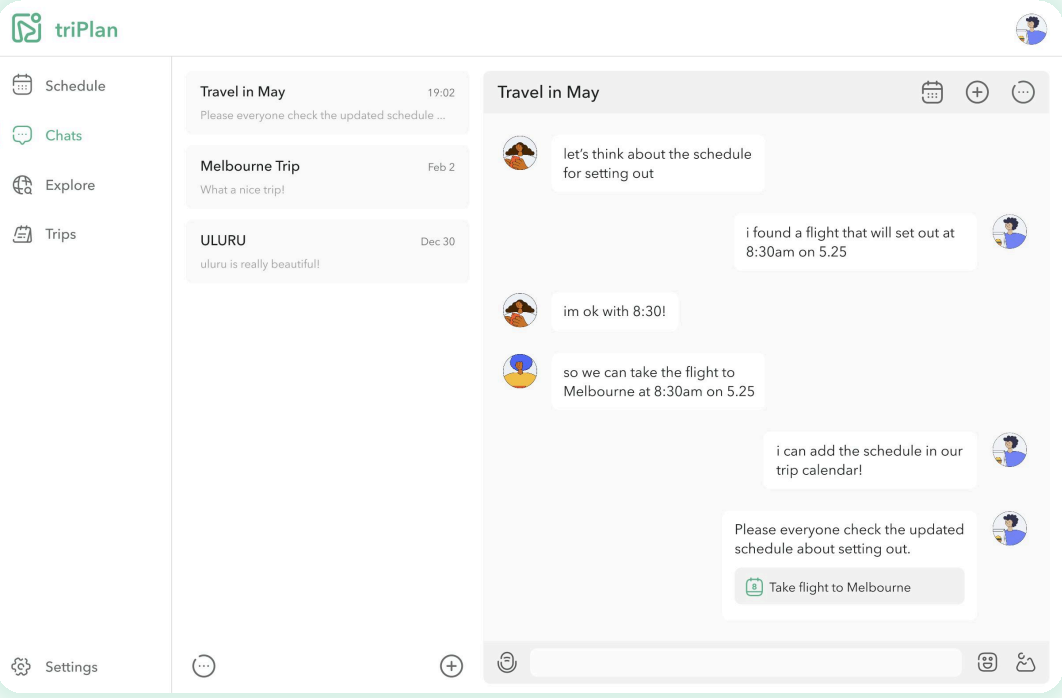 triPlan
Schedule
Chats
Explore
Trips
Settings
Travel in May
19:02
Please everyone check the updated schedule ...
Melbourne Trip
Feb 2
What a nice trip!
ULURU
Dec 30
uluru is really beautiful!
Travel in May
let's think about the schedule
for setting out
i found a flight that will set out at
8:30am on 5.25
im ok with 8:30!
so we can take the flight to
Melbourne at 8:30am on 5.25
i can add the schedule in our
trip calendar!
Please everyone check the updated
schedule about setting out.
8
Take flight to Melbourne